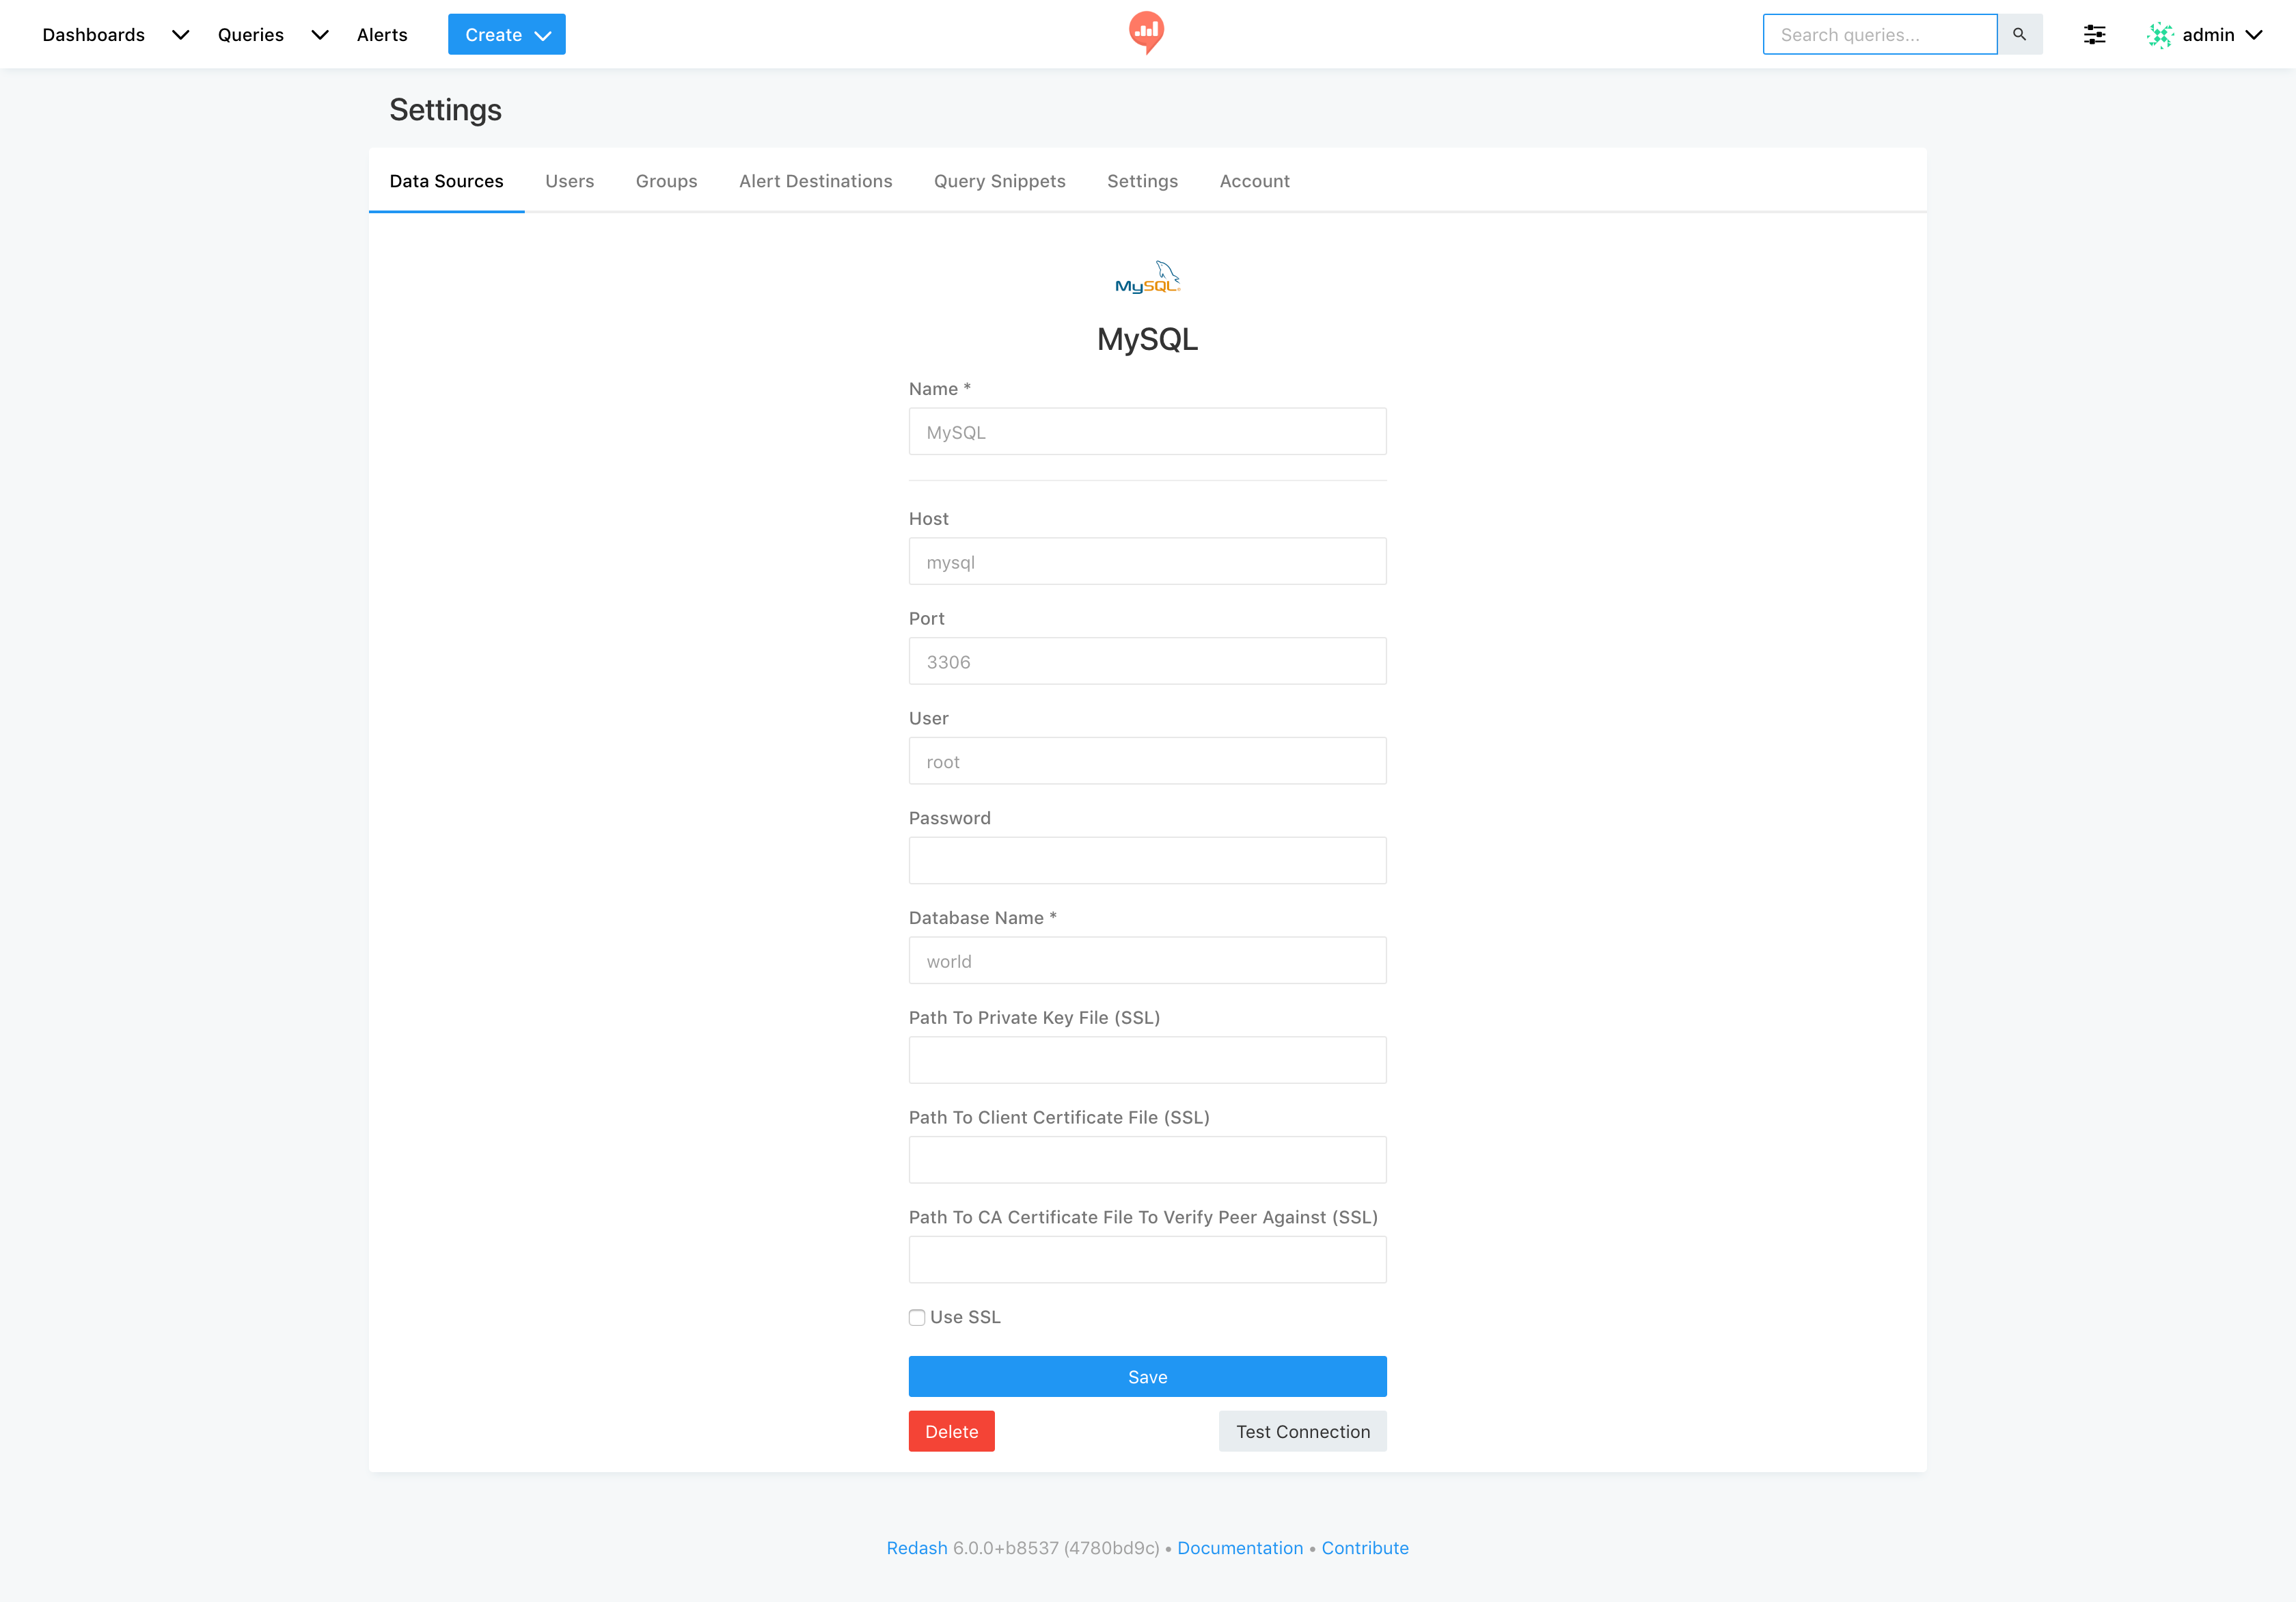 Dashboards Queries Alerts Create Search queries... admin
Settings
Data Sources Users Groups Alert Destinations Query Snippets Settings Account
MySQL
MySQL
Name *
MySQL
Host
mysql
Port
3306
User
root
Password
Database Name *
world
Path To Private Key File (SSL)
Path To Client Certificate File (SSL)
Path To CA Certificate File To Verify Peer Against (SSL)
Use SSL
Save
Delete Test Connection
Redash 6.0.0+b8537 (4780bd9c) • Documentation • Contribute